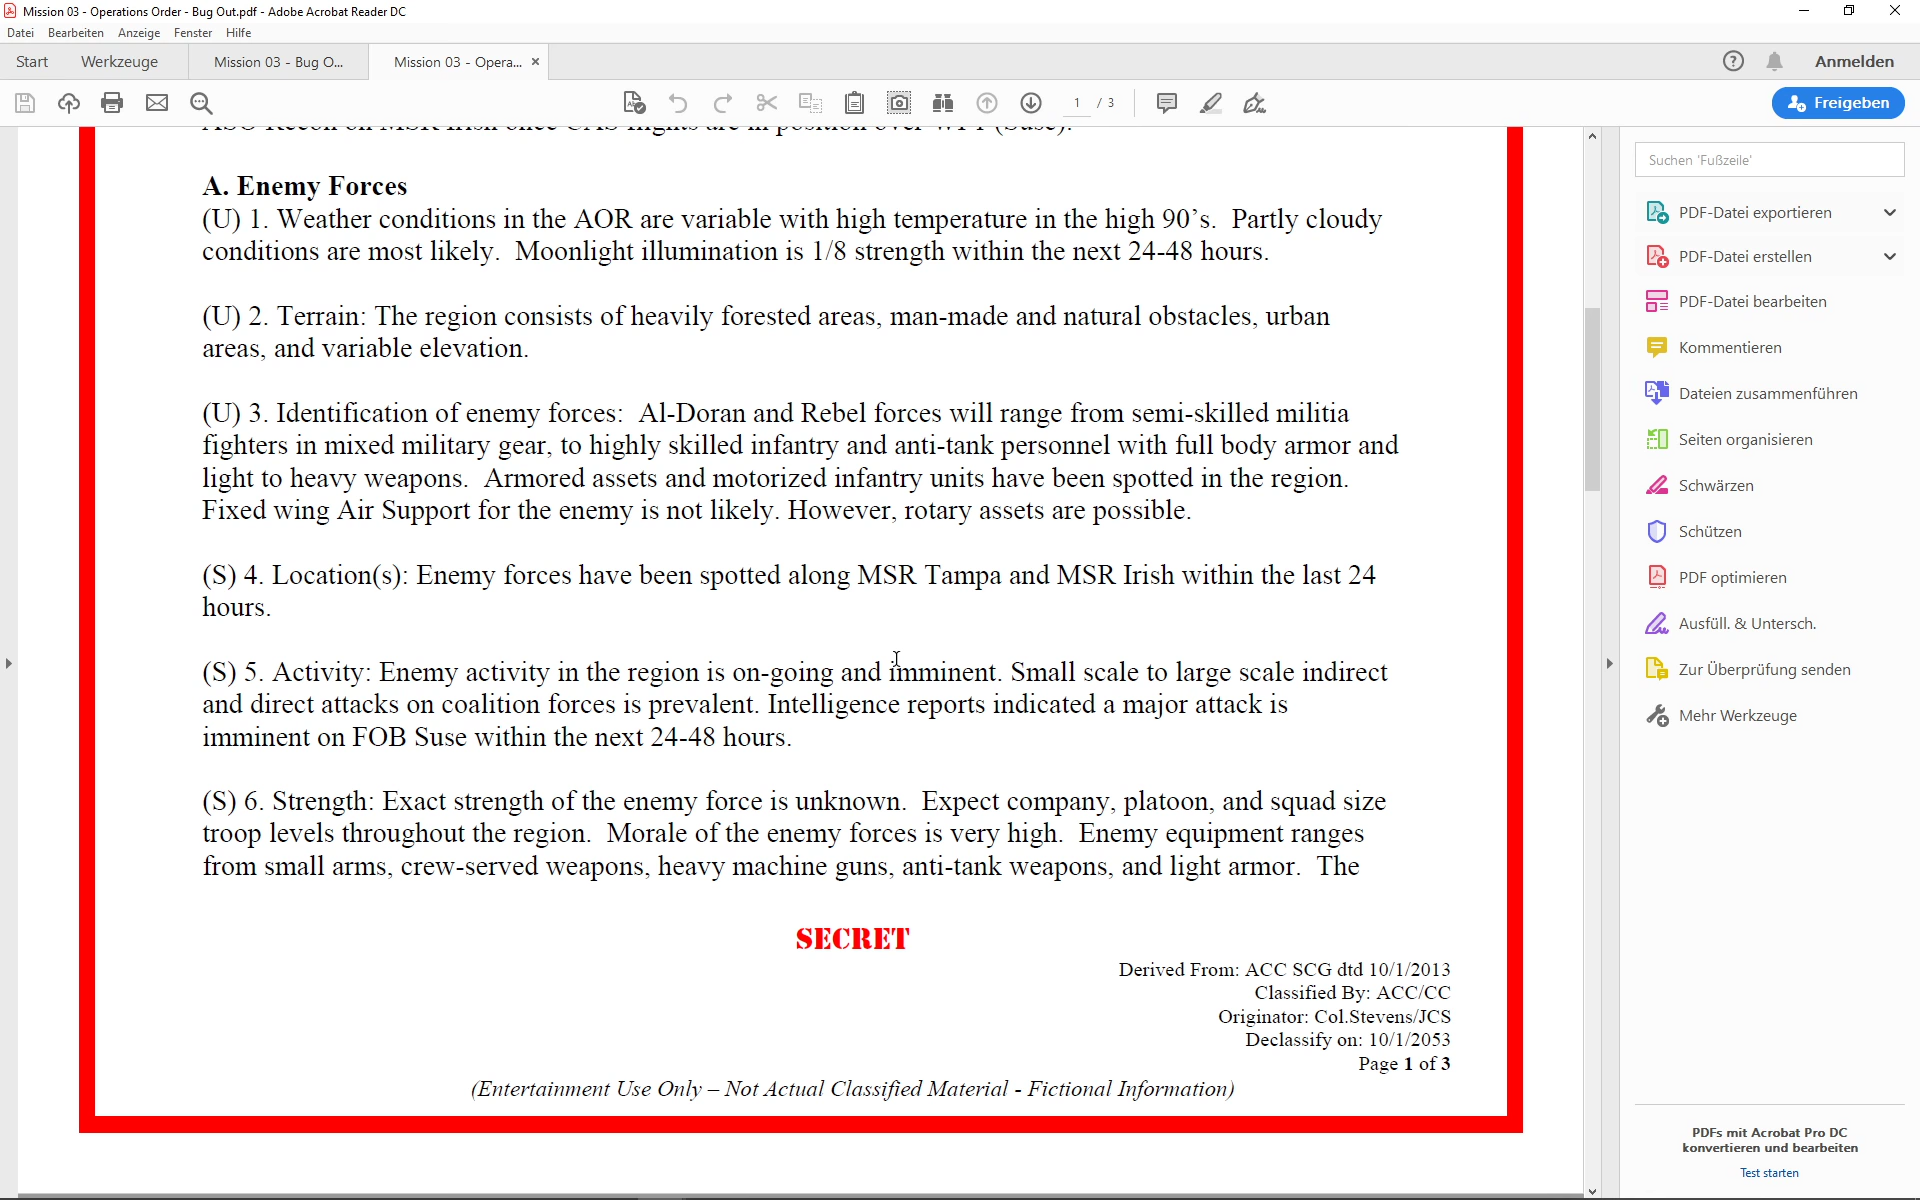 Mission 03 - Operations Order - Bug Out.pdf - Adobe Acrobat Reader DC
Datei Bearbeiten Anzeige Fenster Hilfe
Start Werkzeuge Mission 03 - Bug O... Mission 03 - Opera... Anmelden
1 / 3 Freigeben
A. Enemy Forces
(U) 1. Weather conditions in the AOR are variable with high temperature in the high 90’s.  Partly cloudy
conditions are most likely.  Moonlight illumination is 1/8 strength within the next 24-48 hours.
(U) 2. Terrain: The region consists of heavily forested areas, man-made and natural obstacles, urban
areas, and variable elevation.
(U) 3. Identification of enemy forces:  Al-Doran and Rebel forces will range from semi-skilled militia
fighters in mixed military gear, to highly skilled infantry and anti-tank personnel with full body armor and
light to heavy weapons.  Armored assets and motorized infantry units have been spotted in the region.
Fixed wing Air Support for the enemy is not likely. However, rotary assets are possible.
(S) 4. Location(s): Enemy forces have been spotted along MSR Tampa and MSR Irish within the last 24
hours.
(S) 5. Activity: Enemy activity in the region is on-going and imminent. Small scale to large scale indirect
and direct attacks on coalition forces is prevalent. Intelligence reports indicated a major attack is
imminent on FOB Suse within the next 24-48 hours.
(S) 6. Strength: Exact strength of the enemy force is unknown.  Expect company, platoon, and squad size
troop levels throughout the region.  Morale of the enemy forces is very high.  Enemy equipment ranges
from small arms, crew-served weapons, heavy machine guns, anti-tank weapons, and light armor.  The
SECRET
Derived From: ACC SCG dtd 10/1/2013
Classified By: ACC/CC
Originator: Col.Stevens/JCS
Declassify on: 10/1/2053
Page 1 of 3
(Entertainment Use Only – Not Actual Classified Material - Fictional Information)
Suchen 'Fußzeile'
PDF-Datei exportieren
PDF-Datei erstellen
PDF-Datei bearbeiten
Kommentieren
Dateien zusammenführen
Seiten organisieren
Schwärzen
Schützen
PDF optimieren
Ausfüll. & Untersch.
Zur Überprüfung senden
Mehr Werkzeuge
PDFs mit Acrobat Pro DC
konvertieren und bearbeiten
Test starten